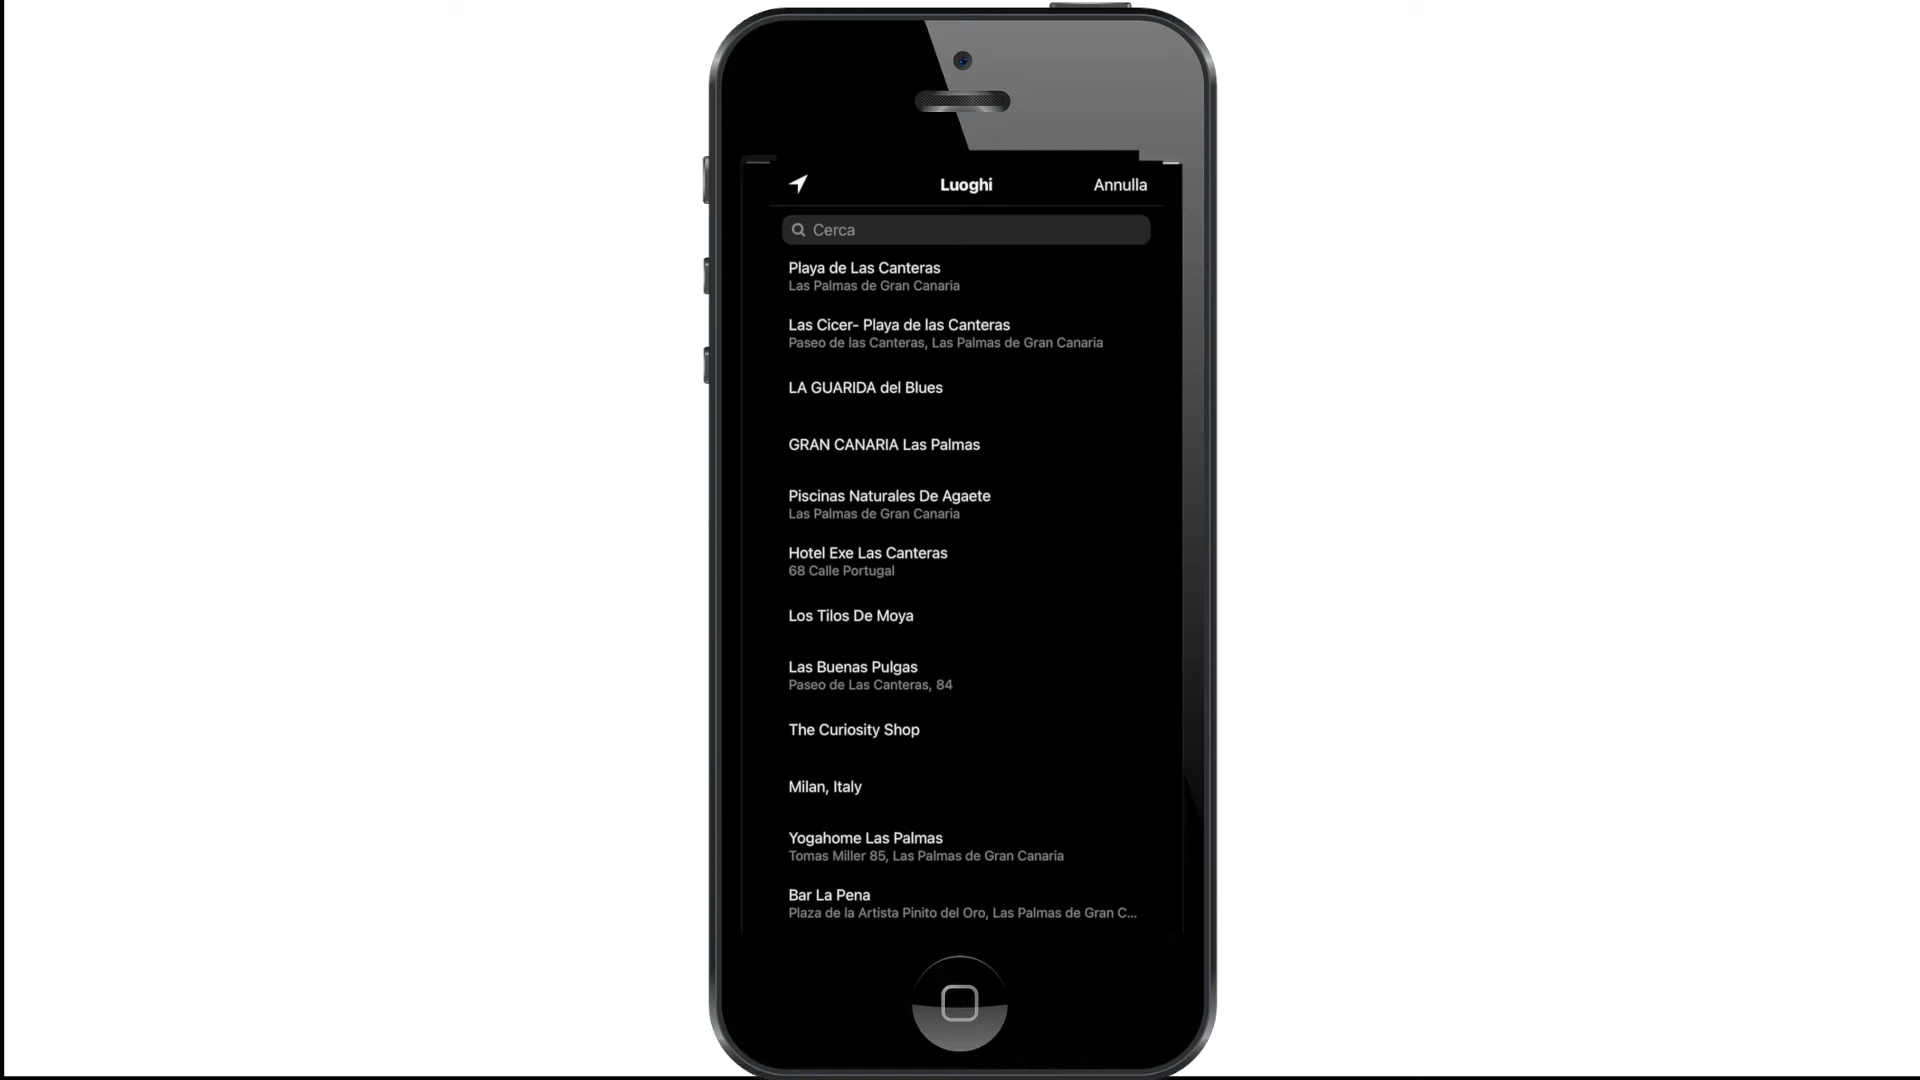 Luoghi
Annulla
Cerca
Playa de Las Canteras
Las Palmas de Gran Canaria
Las Cicer- Playa de las Canteras
Paseo de las Canteras, Las Palmas de Gran Canaria
LA GUARIDA del Blues
GRAN CANARIA Las Palmas
Piscinas Naturales De Agaete
Las Palmas de Gran Canaria
Hotel Exe Las Canteras
68 Calle Portugal
Los Tilos De Moya
Las Buenas Pulgas
Paseo de Las Canteras, 84
The Curiosity Shop
Milan, Italy
Yogahome Las Palmas
Tomas Miller 85, Las Palmas de Gran Canaria
Bar La Pena
Plaza de la Artista Pinito del Oro, Las Palmas de Gran C...